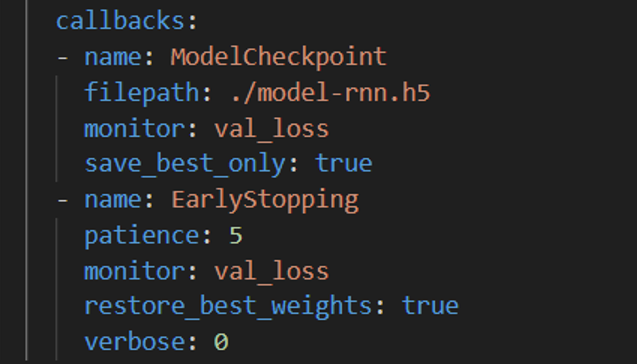 callbacks:
- name: ModelCheckpoint
  filepath: ./model-rnn.h5
  monitor: val_loss
  save_best_only: true
- name: EarlyStopping
  patience: 5
  monitor: val_loss
  restore_best_weights: true
  verbose: 0